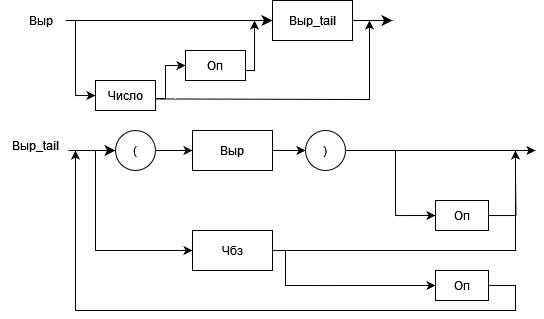 Выр
Выр_tail
Оп
Число
Выр_tail
(
Выр
)
Оп
Чбз
Оп